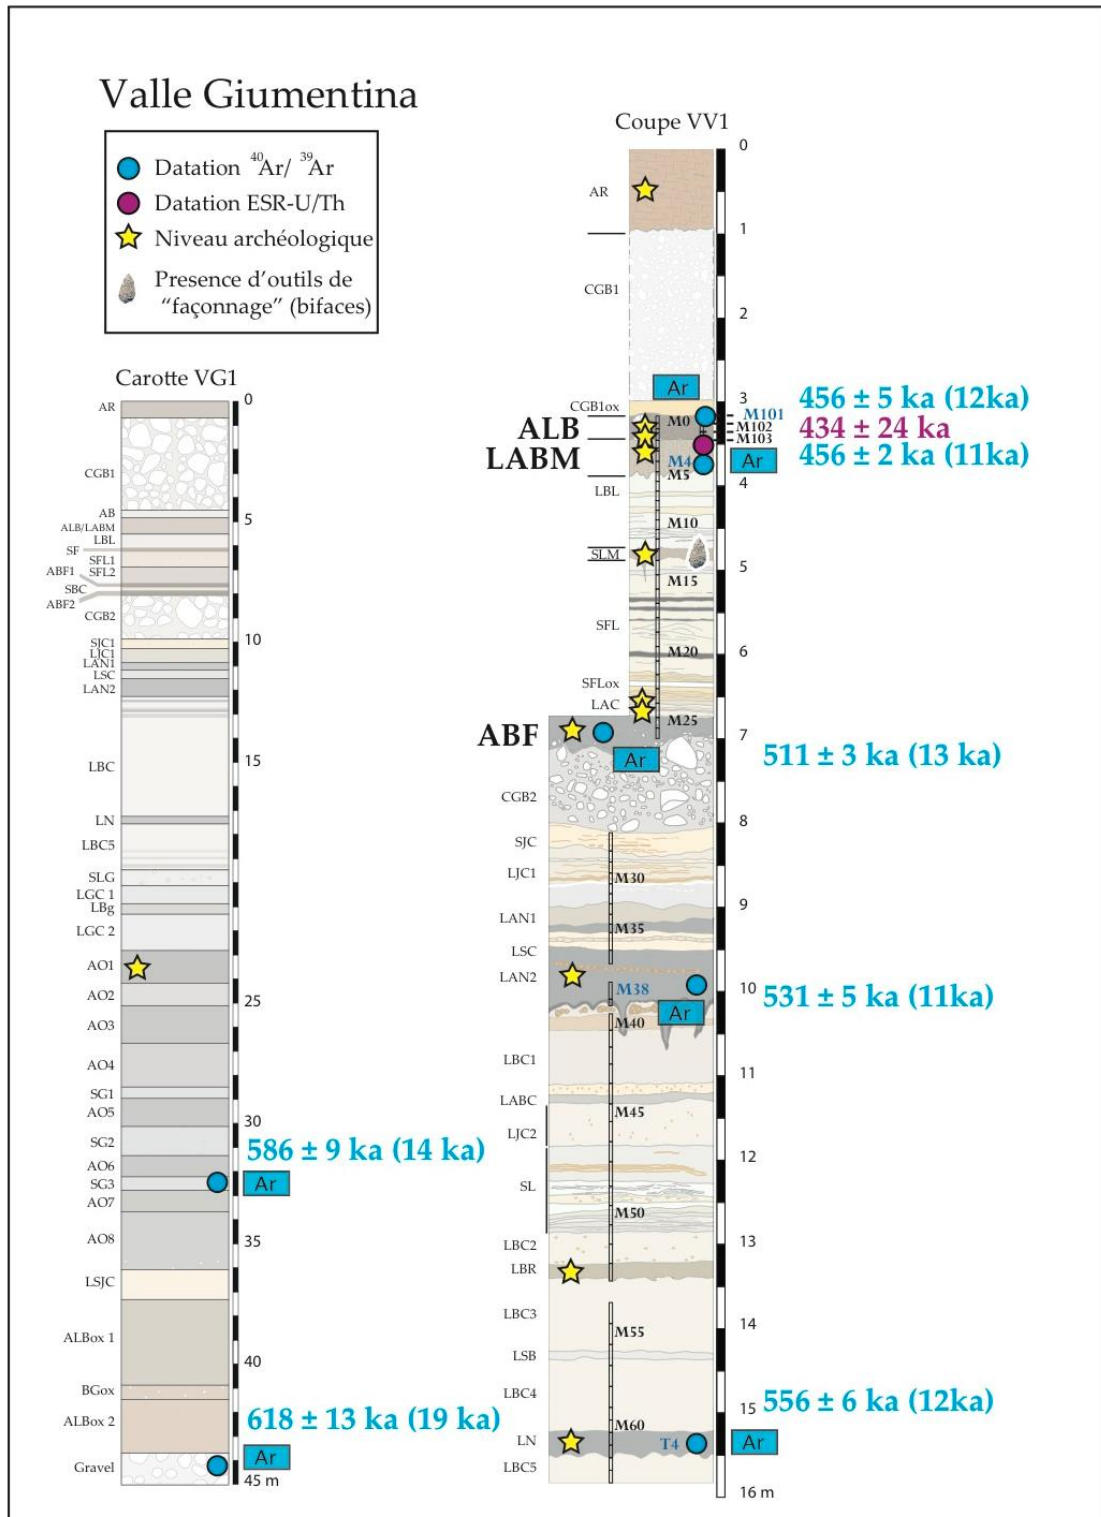 Valle Giumentina
Datation ⁴⁰Ar/ ³⁹Ar
Datation ESR-U/Th
Niveau archéologique
Presence d'outils de
"façonnage" (bifaces)
Carotte VG1
AR
CGB1
AB
ALB/LABM
LBL
SF
SFL1
ABF1
SFL2
SBC
ABF2
CGB2
SJC1
LJC1
LAN1
LSC
LAN2
LBC
LN
LBC5
SLG
LGC 1
LBg
LGC 2
AO1
AO2
AO3
AO4
SG1
AO5
SG2
AO6
SG3
AO7
AO8
LSJC
ALBox 1
BGox
ALBox 2
Gravel
0
5
10
15
25
30
35
40
45 m
586 ± 9 ka (14 ka)
Ar
618 ± 13 ka (19 ka)
Ar
Coupe VV1
AR
CGB1
CGB1ox
ALB
LABM
LBL
SLM
SFL
SFLox
LAC
ABF
CGB2
SJC
LJC1
LAN1
LSC
LAN2
LBC1
LABC
LJC2
SL
LBC2
LBR
LBC3
LSB
LBC4
LN
LBC5
Ar
M0
M101
M102
M103
M4
M5
M10
M15
M20
M25
Ar
M30
M35
M38
Ar
M40
M45
M50
M55
M60
T4
0
1
2
3
4
5
6
7
8
9
10
11
12
13
14
15
16 m
456 ± 5 ka (12ka)
434 ± 24 ka
Ar
456 ± 2 ka (11ka)
511 ± 3 ka (13 ka)
531 ± 5 ka (11ka)
556 ± 6 ka (12ka)
Ar